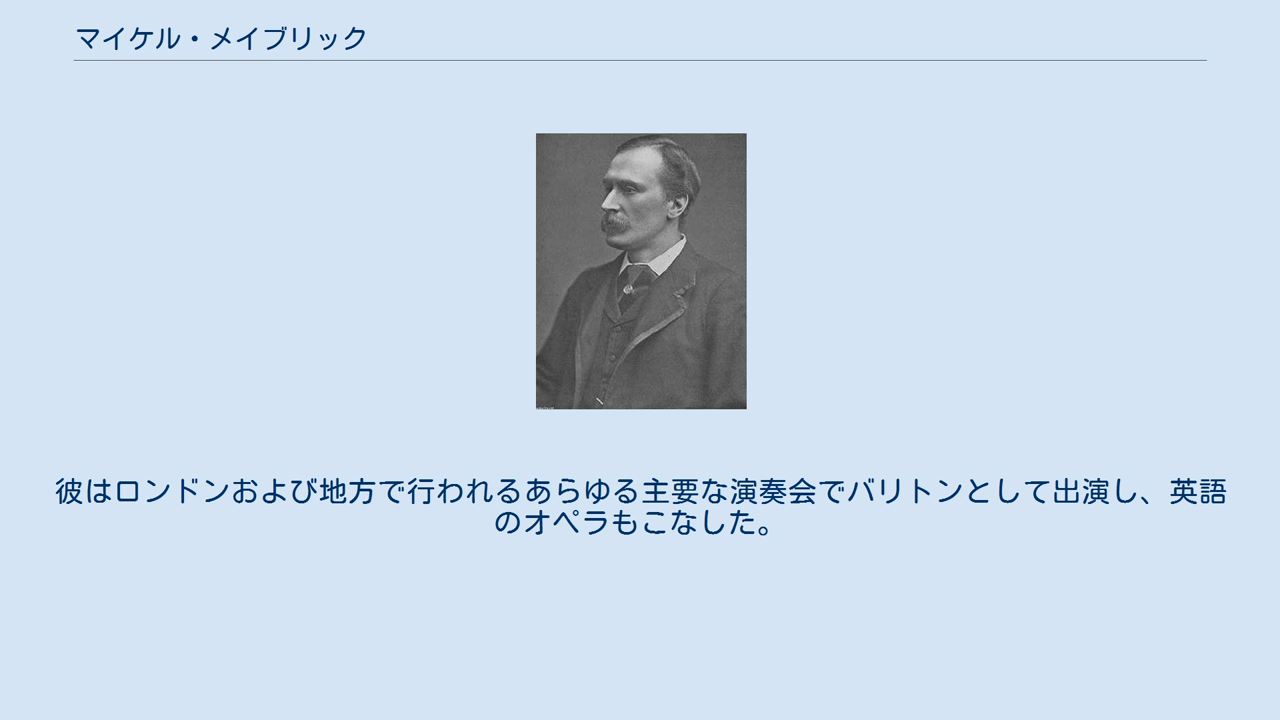 マイケル・メイブリック
彼はロンドンおよび地方で行われるあらゆる主要な演奏会でバリトンとして出演し、英語
のオペラもこなした。